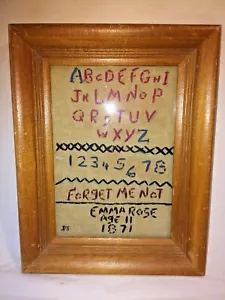 ABCDEFGHI
JKLMNOP
QRSTUV
WXYZ
12345678
FORGET ME NOT
EMMA ROSE
AGE 11
1871